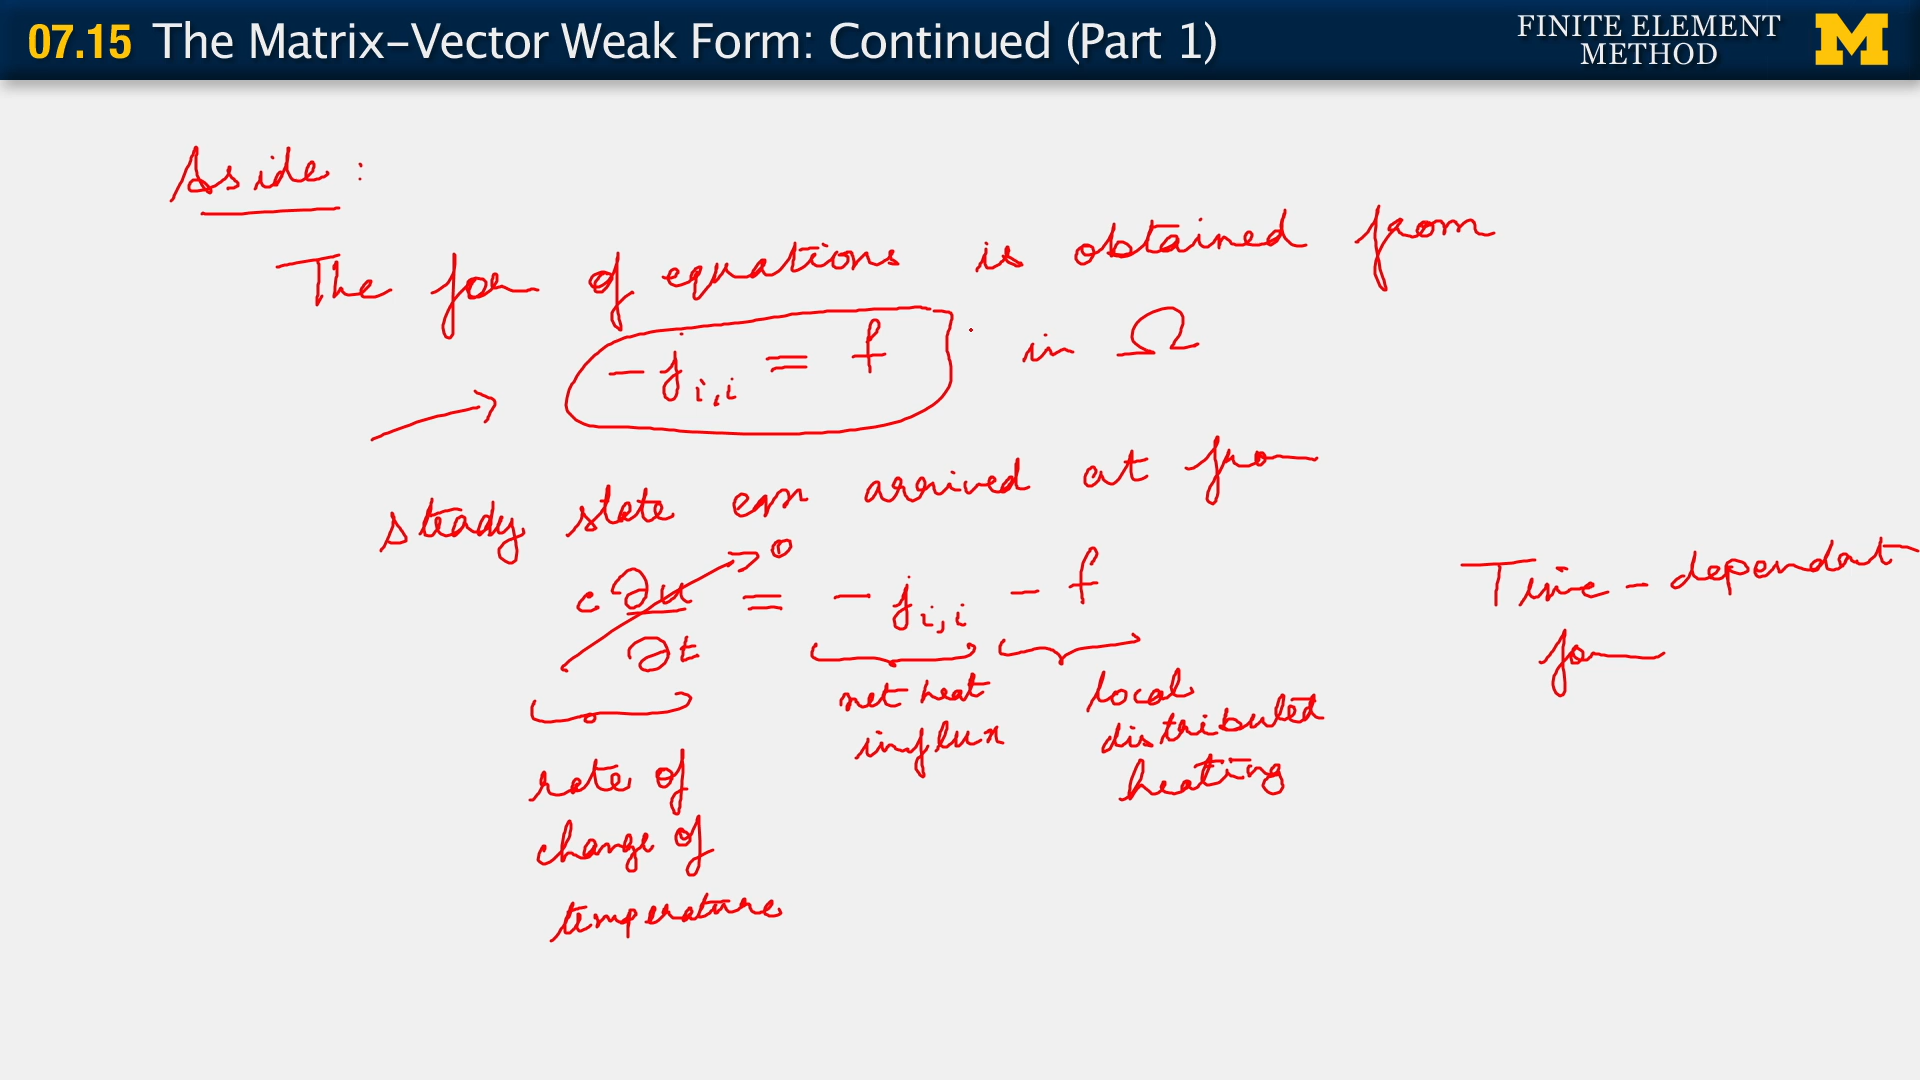 07.15 The Matrix-Vector Weak Form: Continued (Part 1)
FINITE ELEMENT
METHOD
M
Aside:
The form of equations is obtained from
-j_{i,i} = f in Ω
steady state eqn arrived at from
c ∂u/∂t → 0 = -j_{i,i} - f
Time-dependent
form
rate of
change of
temperature
net heat
influx
local
distributed
heating